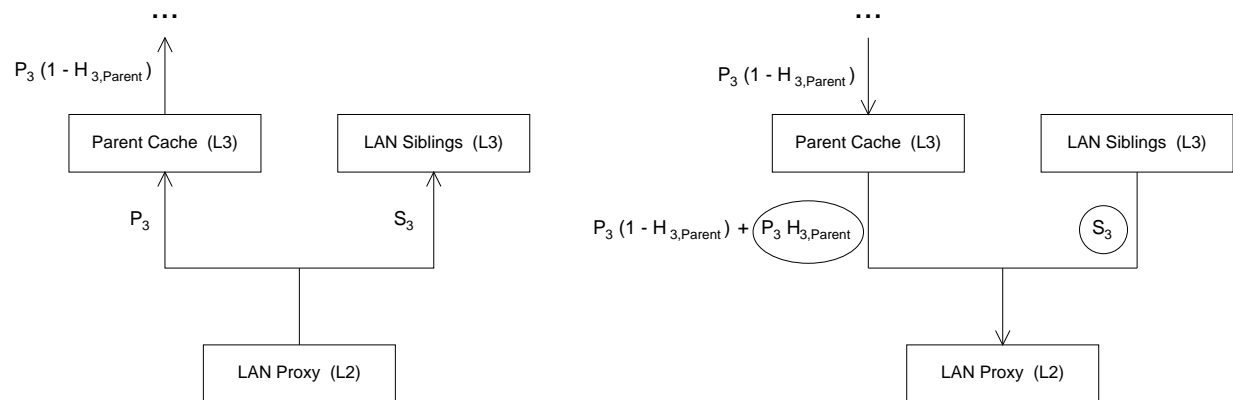 ...
P3 (1 - H3,Parent)
Parent Cache (L3)
LAN Siblings (L3)
P3
S3
LAN Proxy (L2)
...
P3 (1 - H3,Parent)
Parent Cache (L3)
LAN Siblings (L3)
P3 (1 - H3,Parent) + P3 H3,Parent
S3
LAN Proxy (L2)